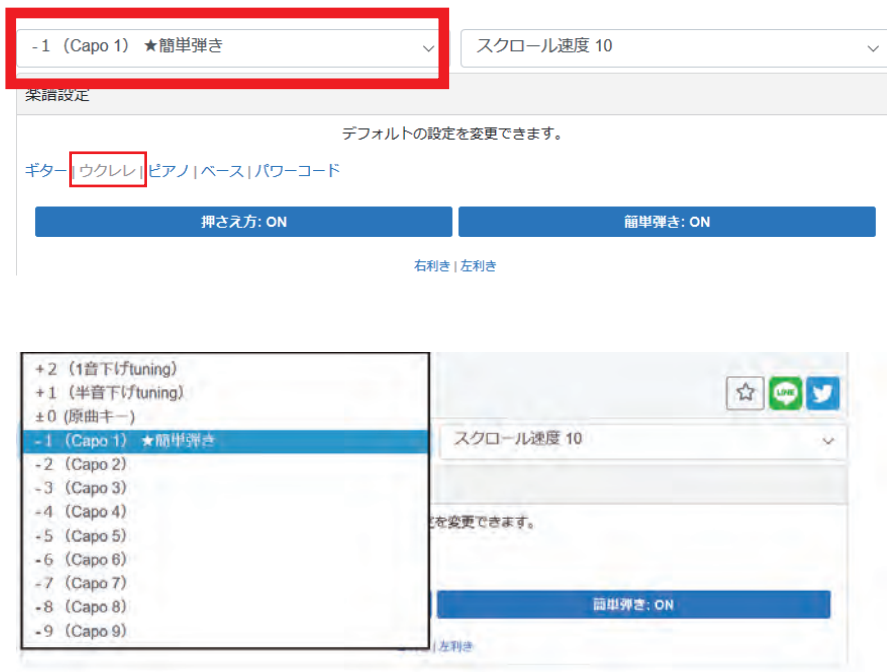 -1（Capo 1） ★簡単弾き
スクロール速度 10
楽譜設定
デフォルトの設定を変更できます。
ギター | ウクレレ | ピアノ | ベース | パワーコード
押さえ方: ON
簡単弾き: ON
右利き | 左利き
+2（1音下げtuning）
+1（半音下げtuning）
±0 (原曲キー)
-1（Capo 1） ★簡単弾き
-2（Capo 2）
-3（Capo 3）
-4（Capo 4）
-5（Capo 5）
-6（Capo 6）
-7（Capo 7）
-8（Capo 8）
-9（Capo 9）
LINE
スクロール速度 10
を変更できます。
簡単弾き: ON
| 左利き